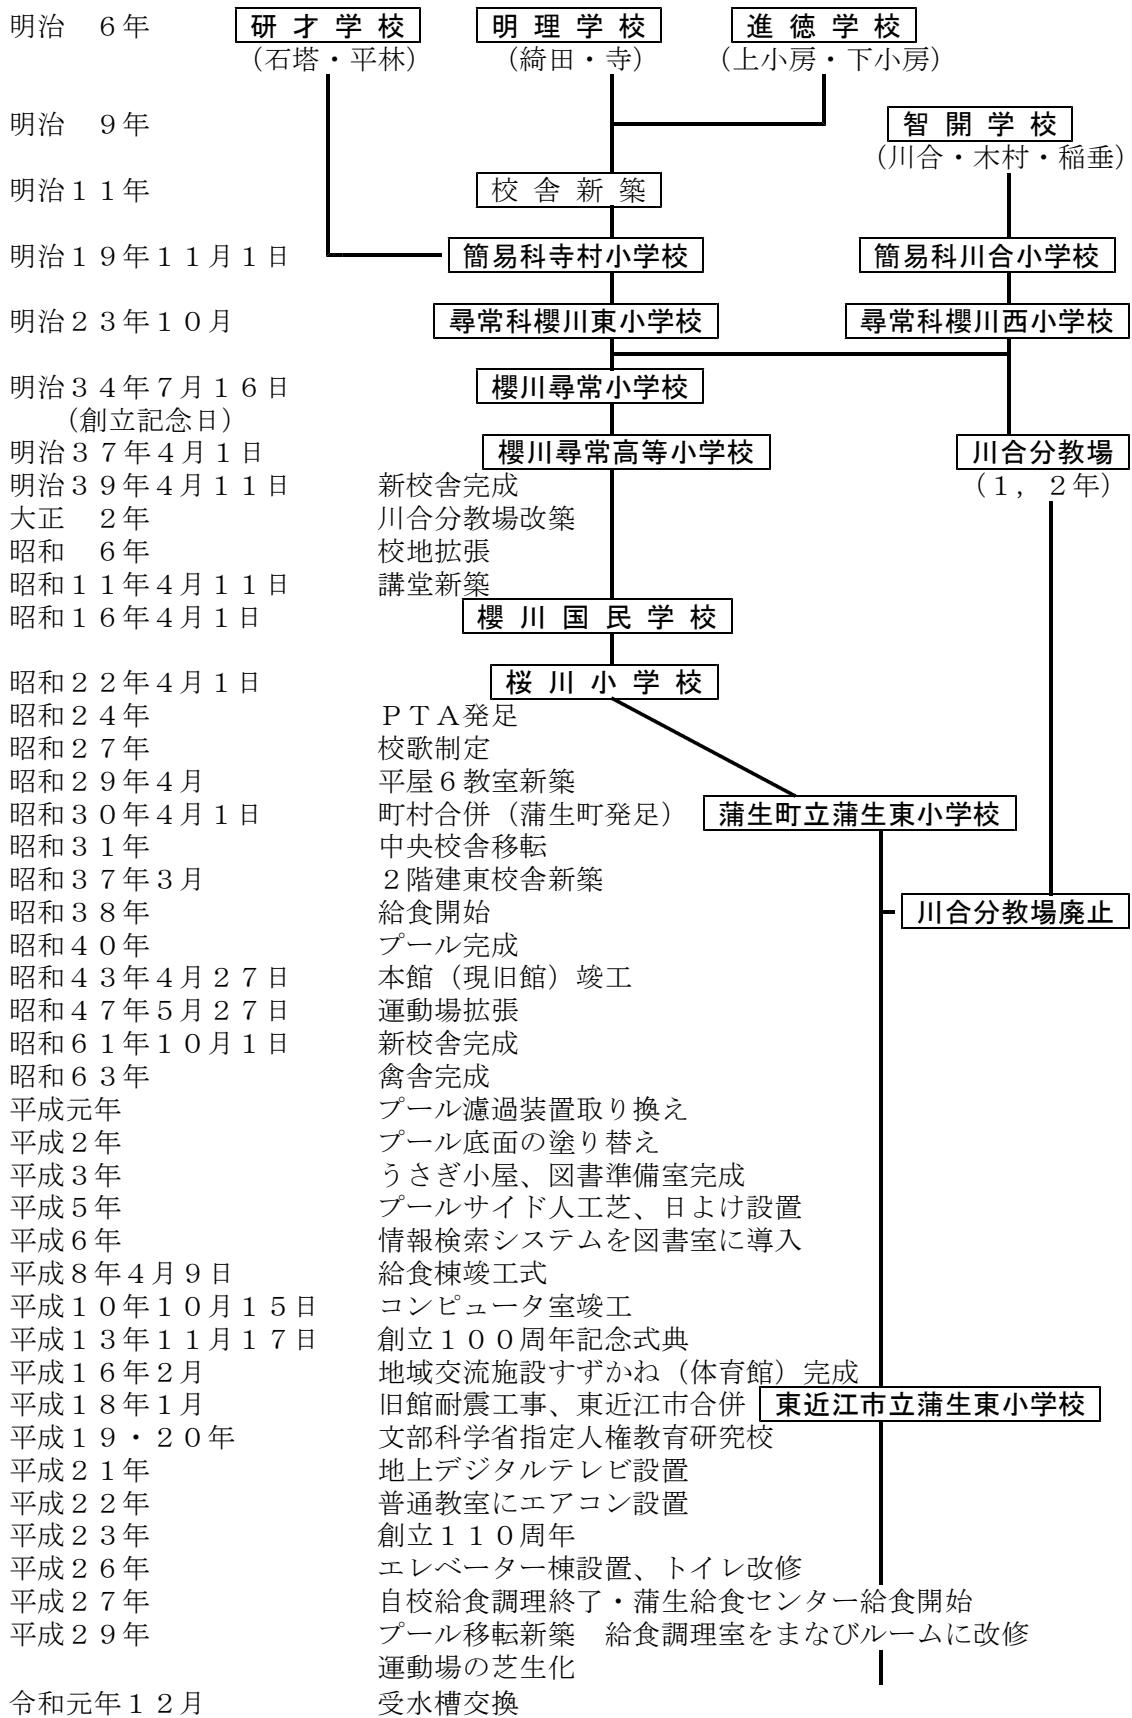 明治　６年　研才学校　明理学校　進徳学校
（石塔・平林）　（綺田・寺）　（上小房・下小房）
明治　９年　智開学校
（川合・木村・稲垂）
明治１１年　校舎新築
明治１９年１１月１日　簡易科寺村小学校　簡易科川合小学校
明治２３年１０月　尋常科櫻川東小学校　尋常科櫻川西小学校
明治３４年７月１６日　櫻川尋常小学校
（創立記念日）
明治３７年４月１日　櫻川尋常高等小学校　川合分教場
明治３９年４月１１日　新校舎完成　（１，２年）
大正　２年　川合分教場改築
昭和　６年　校地拡張
昭和１１年４月１１日　講堂新築
昭和１６年４月１日　櫻川国民学校
昭和２２年４月１日　桜川小学校
昭和２４年　ＰＴＡ発足
昭和２７年　校歌制定
昭和２９年４月　平屋６教室新築
昭和３０年４月１日　町村合併（蒲生町発足）　蒲生町立蒲生東小学校
昭和３１年　中央校舎移転
昭和３７年３月　２階建東校舎新築
昭和３８年　給食開始　川合分教場廃止
昭和４０年　プール完成
昭和４３年４月２７日　本館（現旧館）竣工
昭和４７年５月２７日　運動場拡張
昭和６１年１０月１日　新校舎完成
昭和６３年　禽舎完成
平成元年　プール濾過装置取り換え
平成２年　プール底面の塗り替え
平成３年　うさぎ小屋、図書準備室完成
平成５年　プールサイド人工芝、日よけ設置
平成６年　情報検索システムを図書室に導入
平成８年４月９日　給食棟竣工式
平成１０年１０月１５日　コンピュータ室竣工
平成１３年１１月１７日　創立１００周年記念式典
平成１６年２月　地域交流施設すずかね（体育館）完成
平成１８年１月　旧館耐震工事、東近江市合併　東近江市立蒲生東小学校
平成１９・２０年　文部科学省指定人権教育研究校
平成２１年　地上デジタルテレビ設置
平成２２年　普通教室にエアコン設置
平成２３年　創立１１０周年
平成２６年　エレベーター棟設置、トイレ改修
平成２７年　自校給食調理終了・蒲生給食センター給食開始
平成２９年　プール移転新築　給食調理室をまなびルームに改修
運動場の芝生化
令和元年１２月　受水槽交換